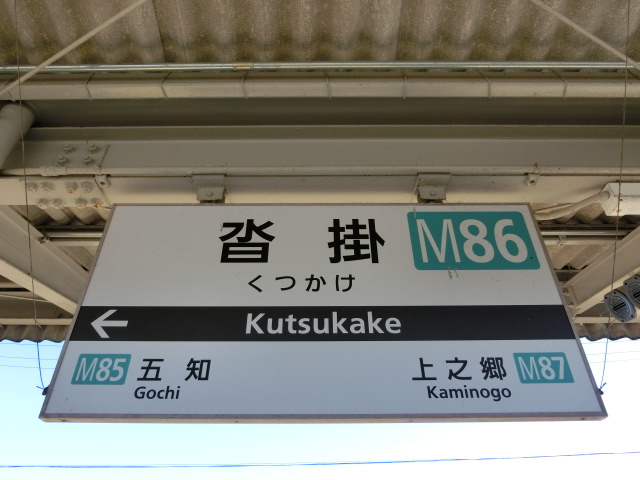 沓掛 M86
くつかけ
← Kutsukake
M85 五知 上之郷 M87
Gochi Kaminogo